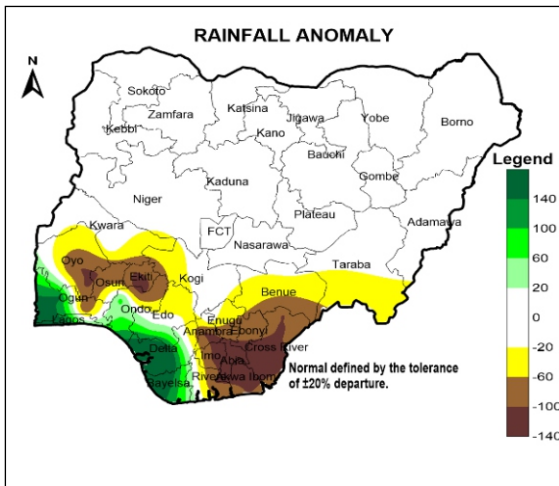 RAINFALL ANOMALY
N
Sokoto
Zamfara
Katsina
Jigawa
Yobe
Borno
Kebbi
Kano
Bauchi
Gombe
Kaduna
Niger
Plateau
Adamawa
Kwara
FCT
Nasarawa
Taraba
Oyo
Osun
Ekiti
Kogi
Benue
Ogun
Ondo
Edo
Enugu
Lagos
Anambra
Ebonyi
Delta
Imo
Abia
Cross River
Bayelsa
Rivers
Akwa Ibom
Normal defined by the tolerance
of ±20% departure.
Legend
140
100
60
20
0
-20
-60
-100
-140